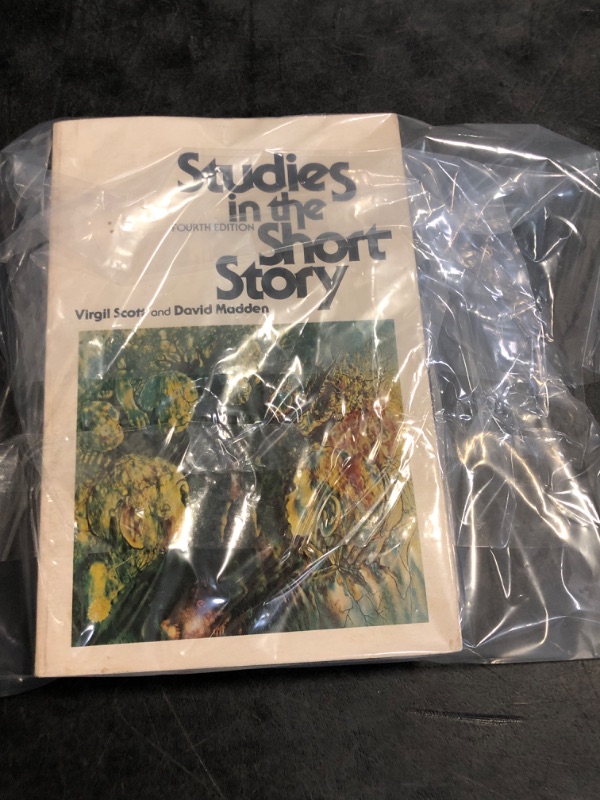 Studies
in the
FOURTH EDITION
Short
Story
Virgil Scott and David Madden